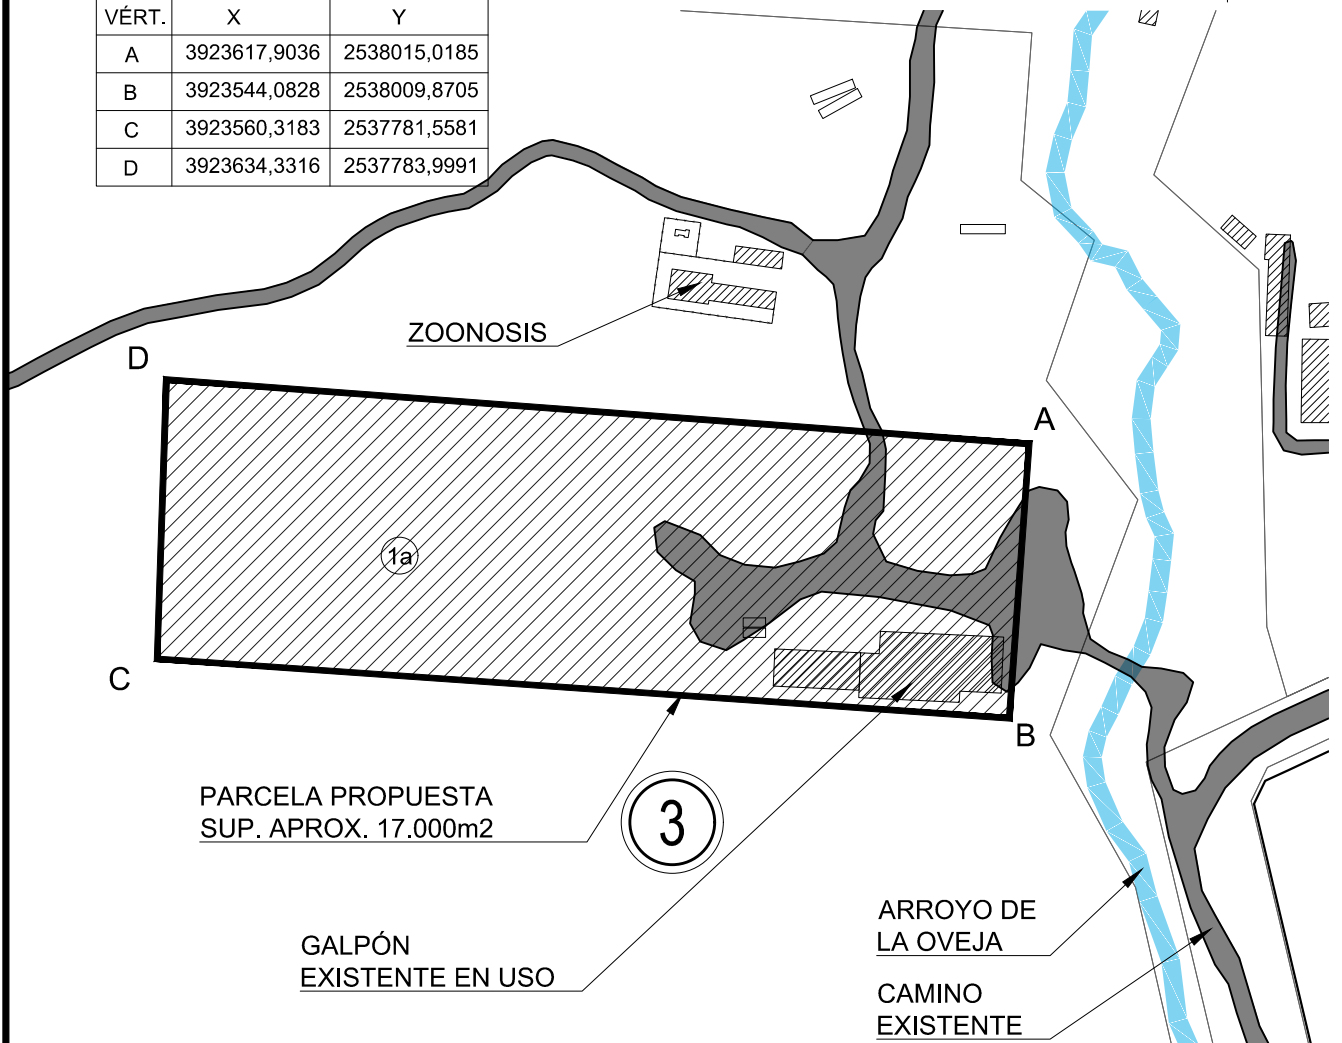 VÉRT. X Y
A 3923617,9036 2538015,0185
B 3923544,0828 2538009,8705
C 3923560,3183 2537781,5581
D 3923634,3316 2537783,9991
ZOONOSIS
D
A
1a
C
B
PARCELA PROPUESTA
SUP. APROX. 17.000m2
3
GALPÓN
EXISTENTE EN USO
ARROYO DE
LA OVEJA
CAMINO
EXISTENTE